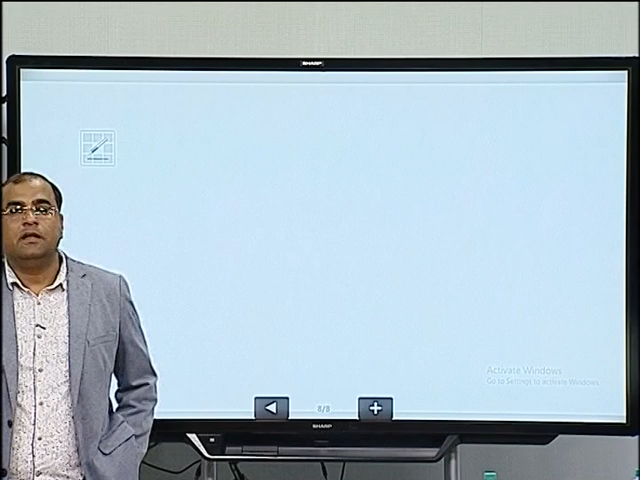 SHARP
Activate Windows
Go to Settings to activate Windows.
8/8
SHARP